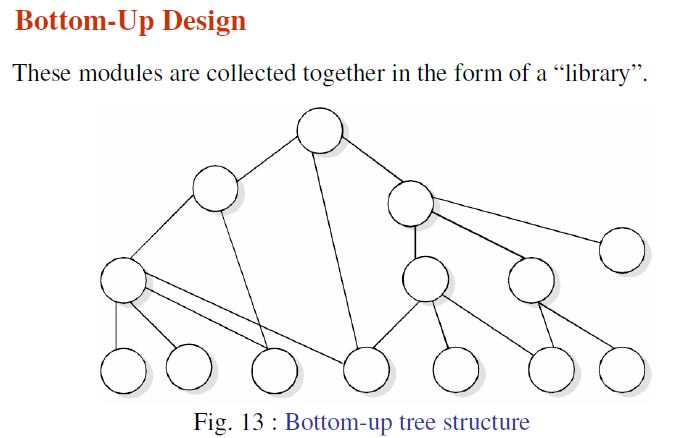 Bottom-Up Design
These modules are collected together in the form of a “library”.
Fig. 13 : Bottom-up tree structure